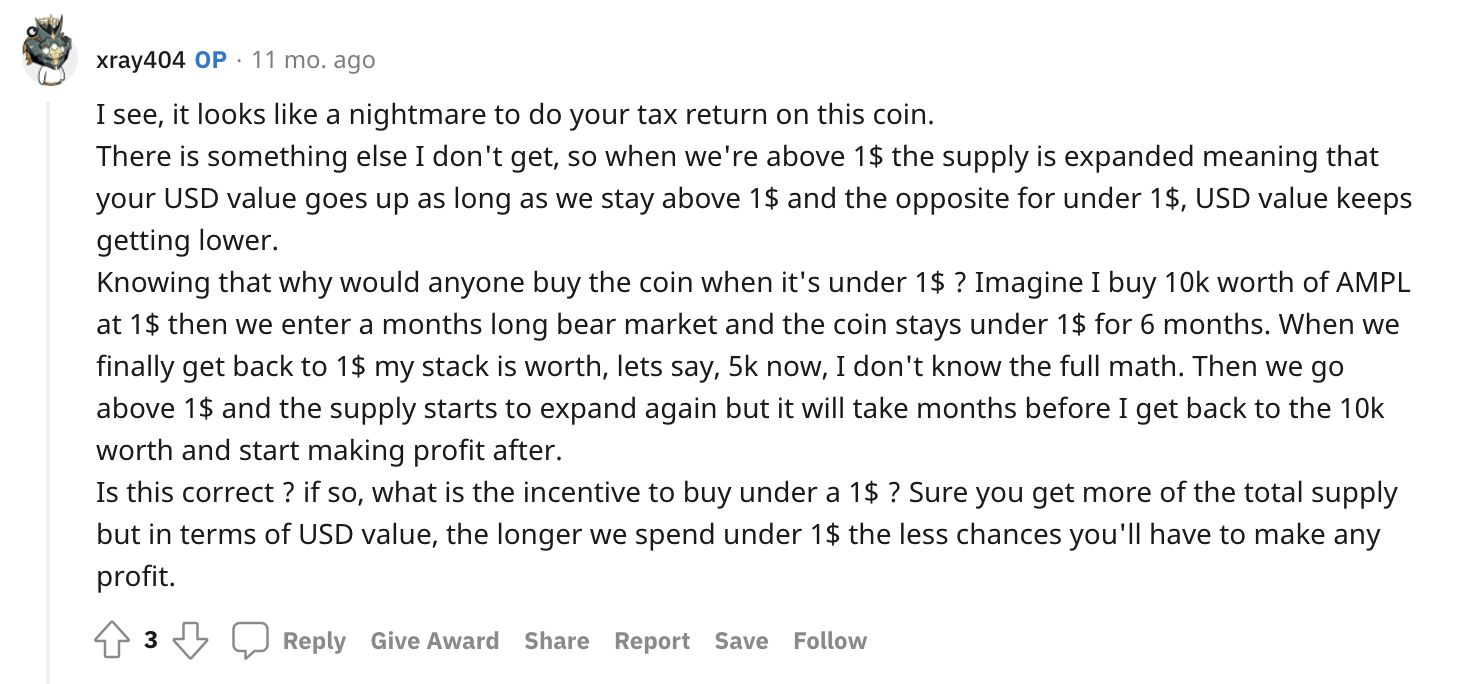 xray404 OP · 11 mo. ago
I see, it looks like a nightmare to do your tax return on this coin.
There is something else I don't get, so when we're above 1$ the supply is expanded meaning that
your USD value goes up as long as we stay above 1$ and the opposite for under 1$, USD value keeps
getting lower.
Knowing that why would anyone buy the coin when it's under 1$ ? Imagine I buy 10k worth of AMPL
at 1$ then we enter a months long bear market and the coin stays under 1$ for 6 months. When we
finally get back to 1$ my stack is worth, lets say, 5k now, I don't know the full math. Then we go
above 1$ and the supply starts to expand again but it will take months before I get back to the 10k
worth and start making profit after.
Is this correct ? if so, what is the incentive to buy under a 1$ ? Sure you get more of the total supply
but in terms of USD value, the longer we spend under 1$ the less chances you'll have to make any
profit.
3 Reply Give Award Share Report Save Follow